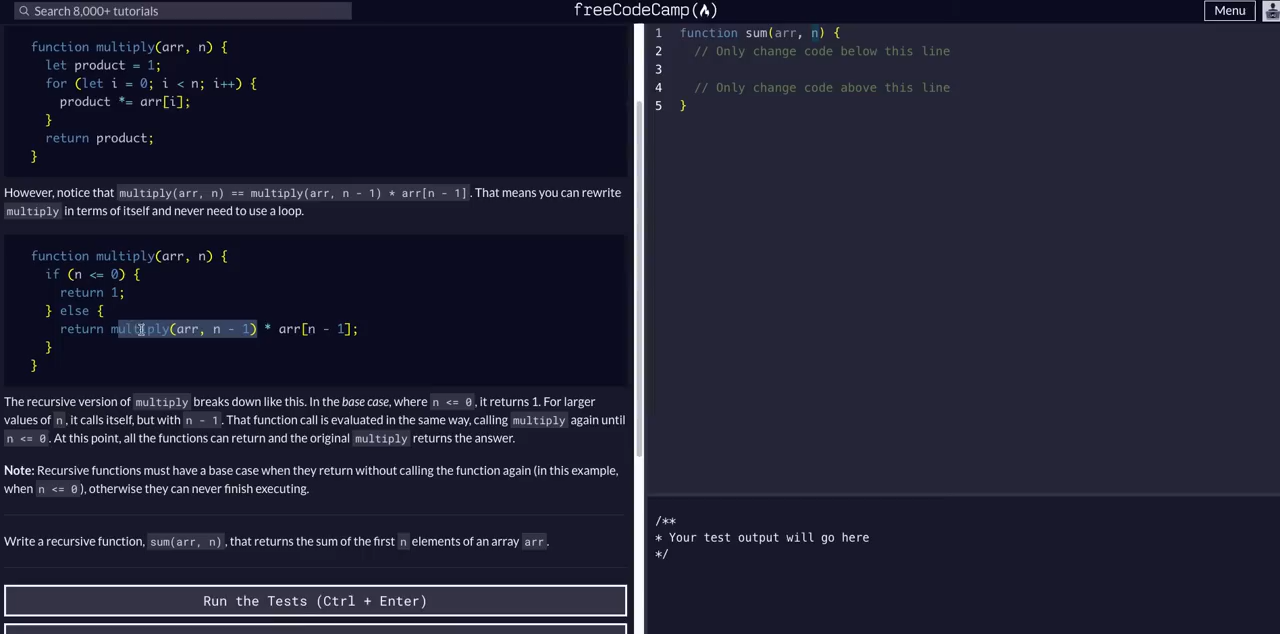 Search 8,000+ tutorials
freeCodeCamp
Menu
function multiply(arr, n) {
let product = 1;
for (let i = 0; i < n; i++) {
product *= arr[i];
}
return product;
}
However, notice that multiply(arr, n) == multiply(arr, n - 1) * arr[n - 1]. That means you can rewrite
multiply in terms of itself and never need to use a loop.
function multiply(arr, n) {
if (n <= 0) {
return 1;
} else {
return multiply(arr, n - 1) * arr[n - 1];
}
}
The recursive version of multiply breaks down like this. In the base case, where n <= 0, it returns 1. For larger
values of n, it calls itself, but with n - 1. That function call is evaluated in the same way, calling multiply again until
n <= 0. At this point, all the functions can return and the original multiply returns the answer.
Note: Recursive functions must have a base case when they return without calling the function again (in this example,
when n <= 0), otherwise they can never finish executing.
Write a recursive function, sum(arr, n), that returns the sum of the first n elements of an array arr.
Run the Tests (Ctrl + Enter)
1 function sum(arr, n) {
2 // Only change code below this line
3
4 // Only change code above this line
5 }
/**
* Your test output will go here
*/